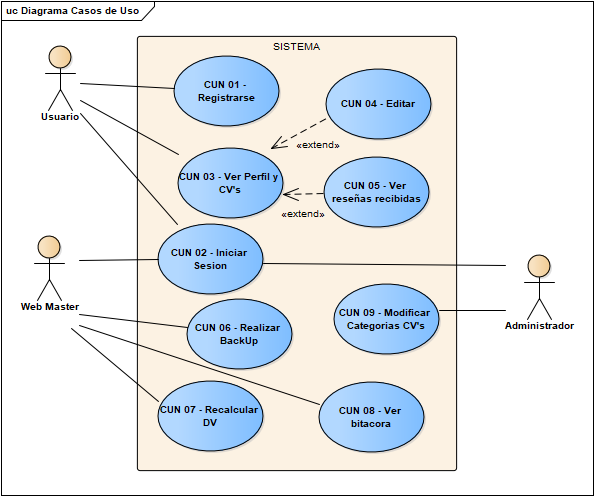 uc Diagrama Casos de Uso
SISTEMA
CUN 01 -
Registrarse
Usuario
CUN 04 - Editar
«extend»
CUN 03 - Ver Perfil y
CV's
CUN 05 - Ver
reseñas recibidas
«extend»
CUN 02 - Iniciar
Sesion
Web Master
CUN 09 - Modificar
Categorias CV's
Administrador
CUN 06 - Realizar
BackUp
CUN 07 - Recalcular
DV
CUN 08 - Ver
bitacora